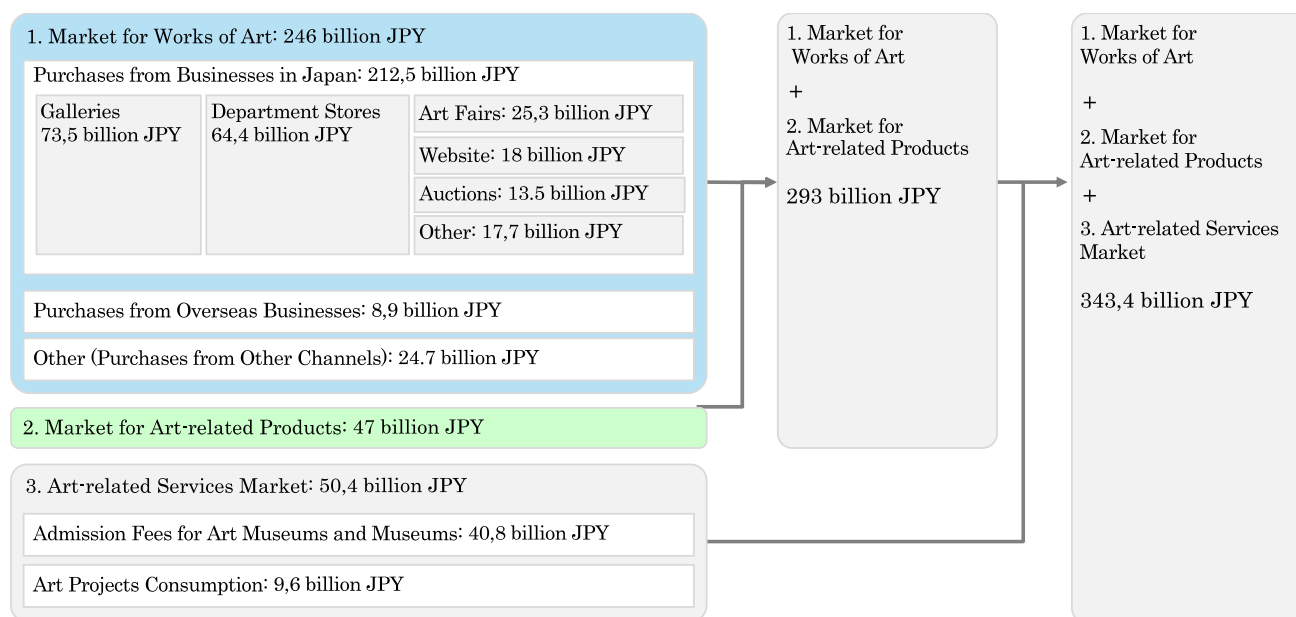 1. Market for Works of Art: 246 billion JPY
Purchases from Businesses in Japan: 212,5 billion JPY
Galleries
73,5 billion JPY
Department Stores
64,4 billion JPY
Art Fairs: 25,3 billion JPY
Website: 18 billion JPY
Auctions: 13.5 billion JPY
Other: 17,7 billion JPY
Purchases from Overseas Businesses: 8,9 billion JPY
Other (Purchases from Other Channels): 24.7 billion JPY
2. Market for Art-related Products: 47 billion JPY
3. Art-related Services Market: 50,4 billion JPY
Admission Fees for Art Museums and Museums: 40,8 billion JPY
Art Projects Consumption: 9,6 billion JPY
1. Market for
Works of Art
+
2. Market for
Art-related Products
293 billion JPY
1. Market for
Works of Art
+
2. Market for
Art-related Products
+
3. Art-related Services
Market
343,4 billion JPY